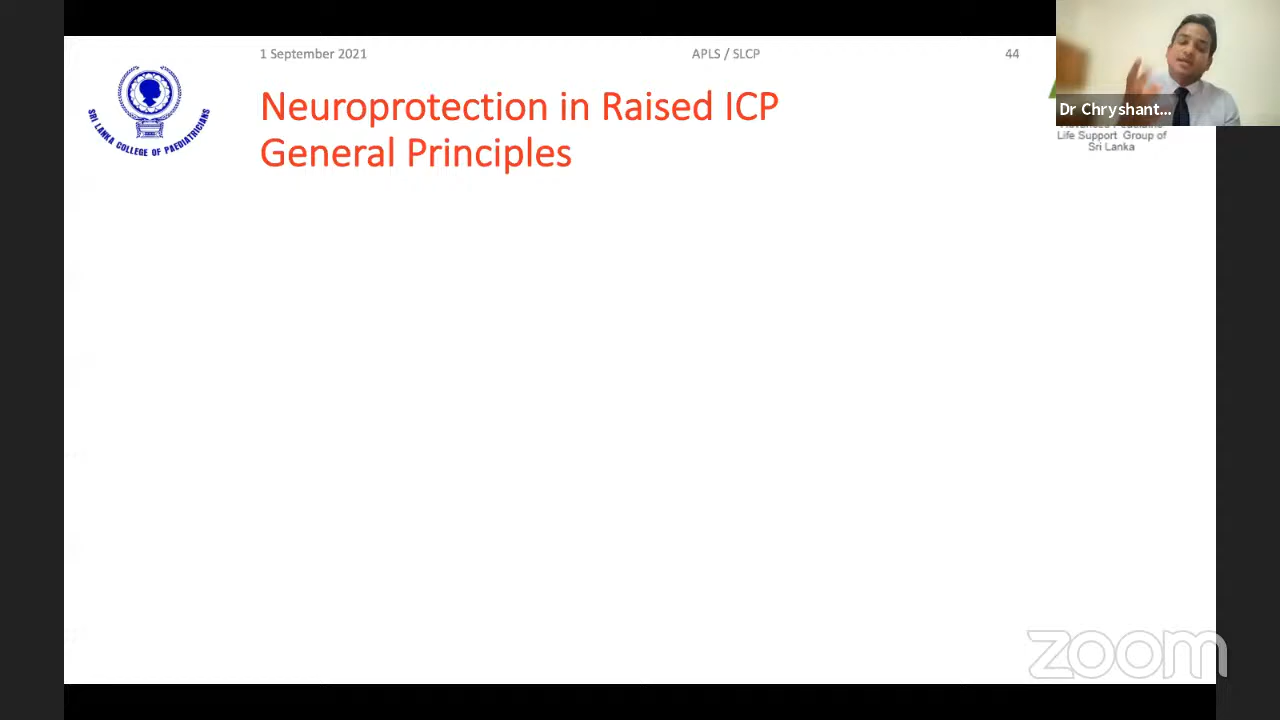 1 September 2021
APLS / SLCP
44
SRI LANKA COLLEGE OF PAEDIATRICIANS
Neuroprotection in Raised ICP
General Principles
Dr Chryshant...
Life Support Group of
Sri Lanka
zoom